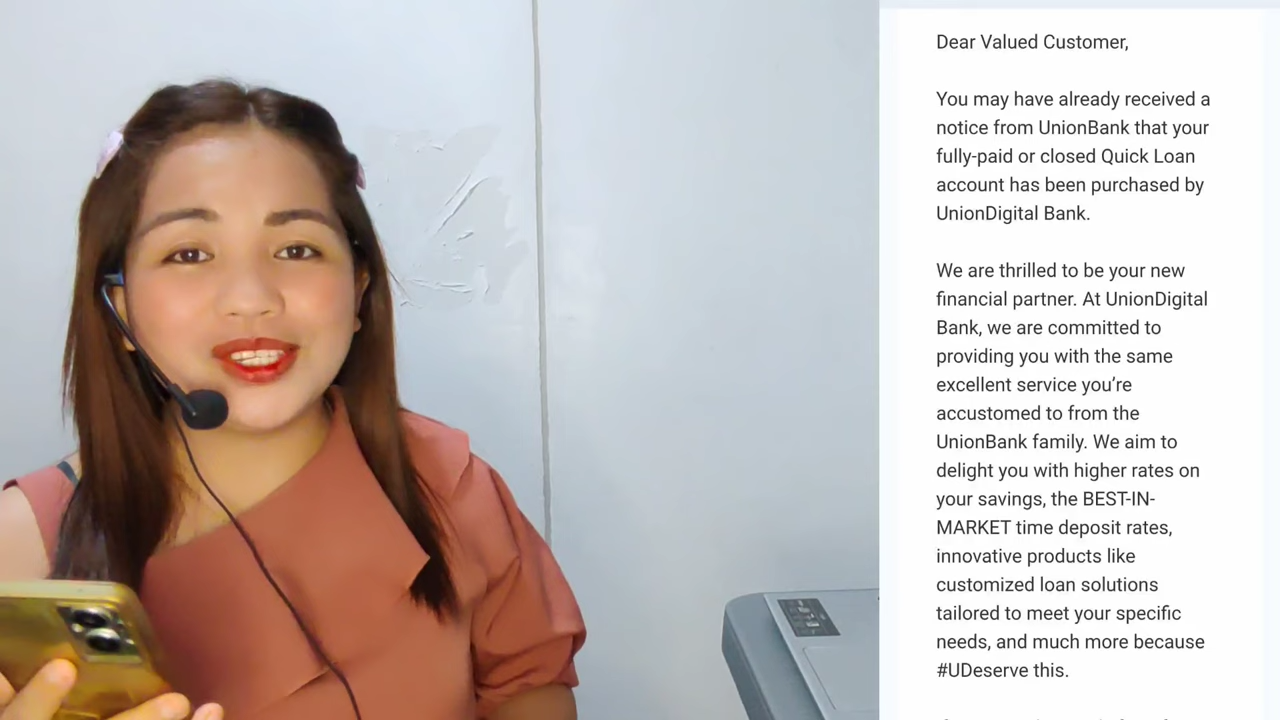 Dear Valued Customer,
You may have already received a
notice from UnionBank that your
fully-paid or closed Quick Loan
account has been purchased by
UnionDigital Bank.
We are thrilled to be your new
financial partner. At UnionDigital
Bank, we are committed to
providing you with the same
excellent service you’re
accustomed to from the
UnionBank family. We aim to
delight you with higher rates on
your savings, the BEST-IN-
MARKET time deposit rates,
innovative products like
customized loan solutions
tailored to meet your specific
needs, and much more because
#UDeserve this.